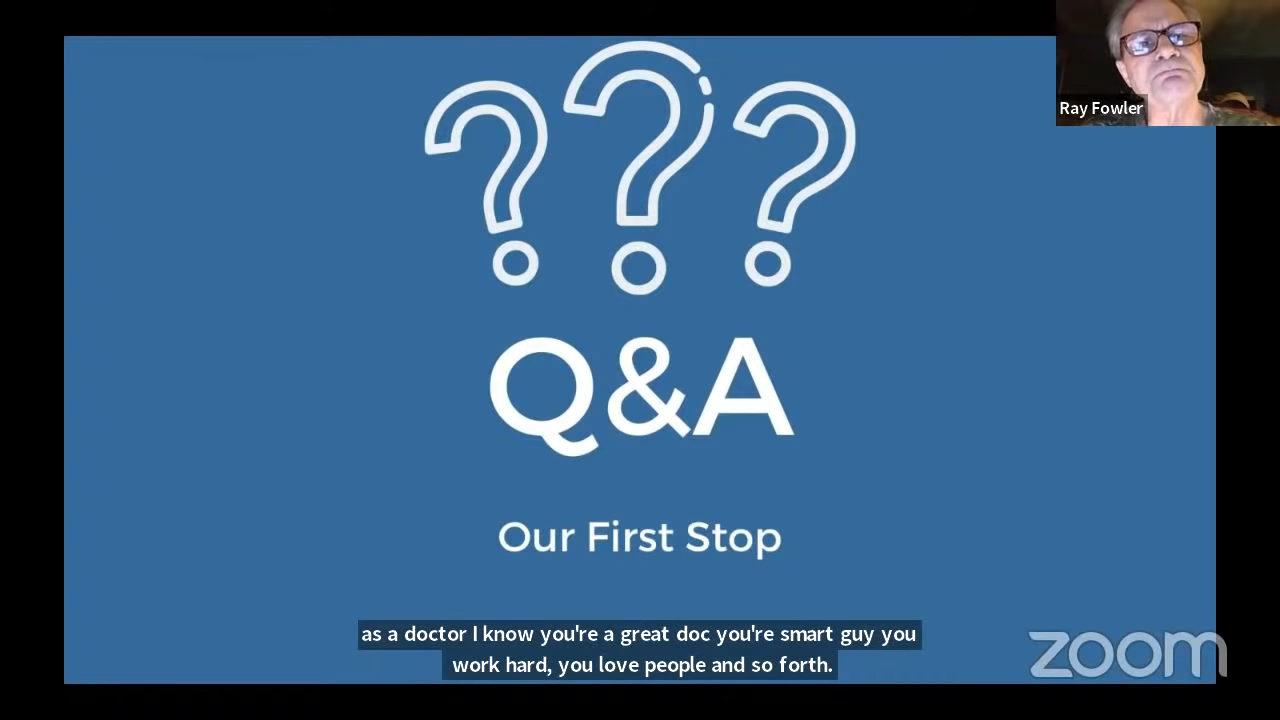 Ray Fowler
???
Q&A
Our First Stop
as a doctor I know you're a great doc you're smart guy you
work hard, you love people and so forth.
zoom